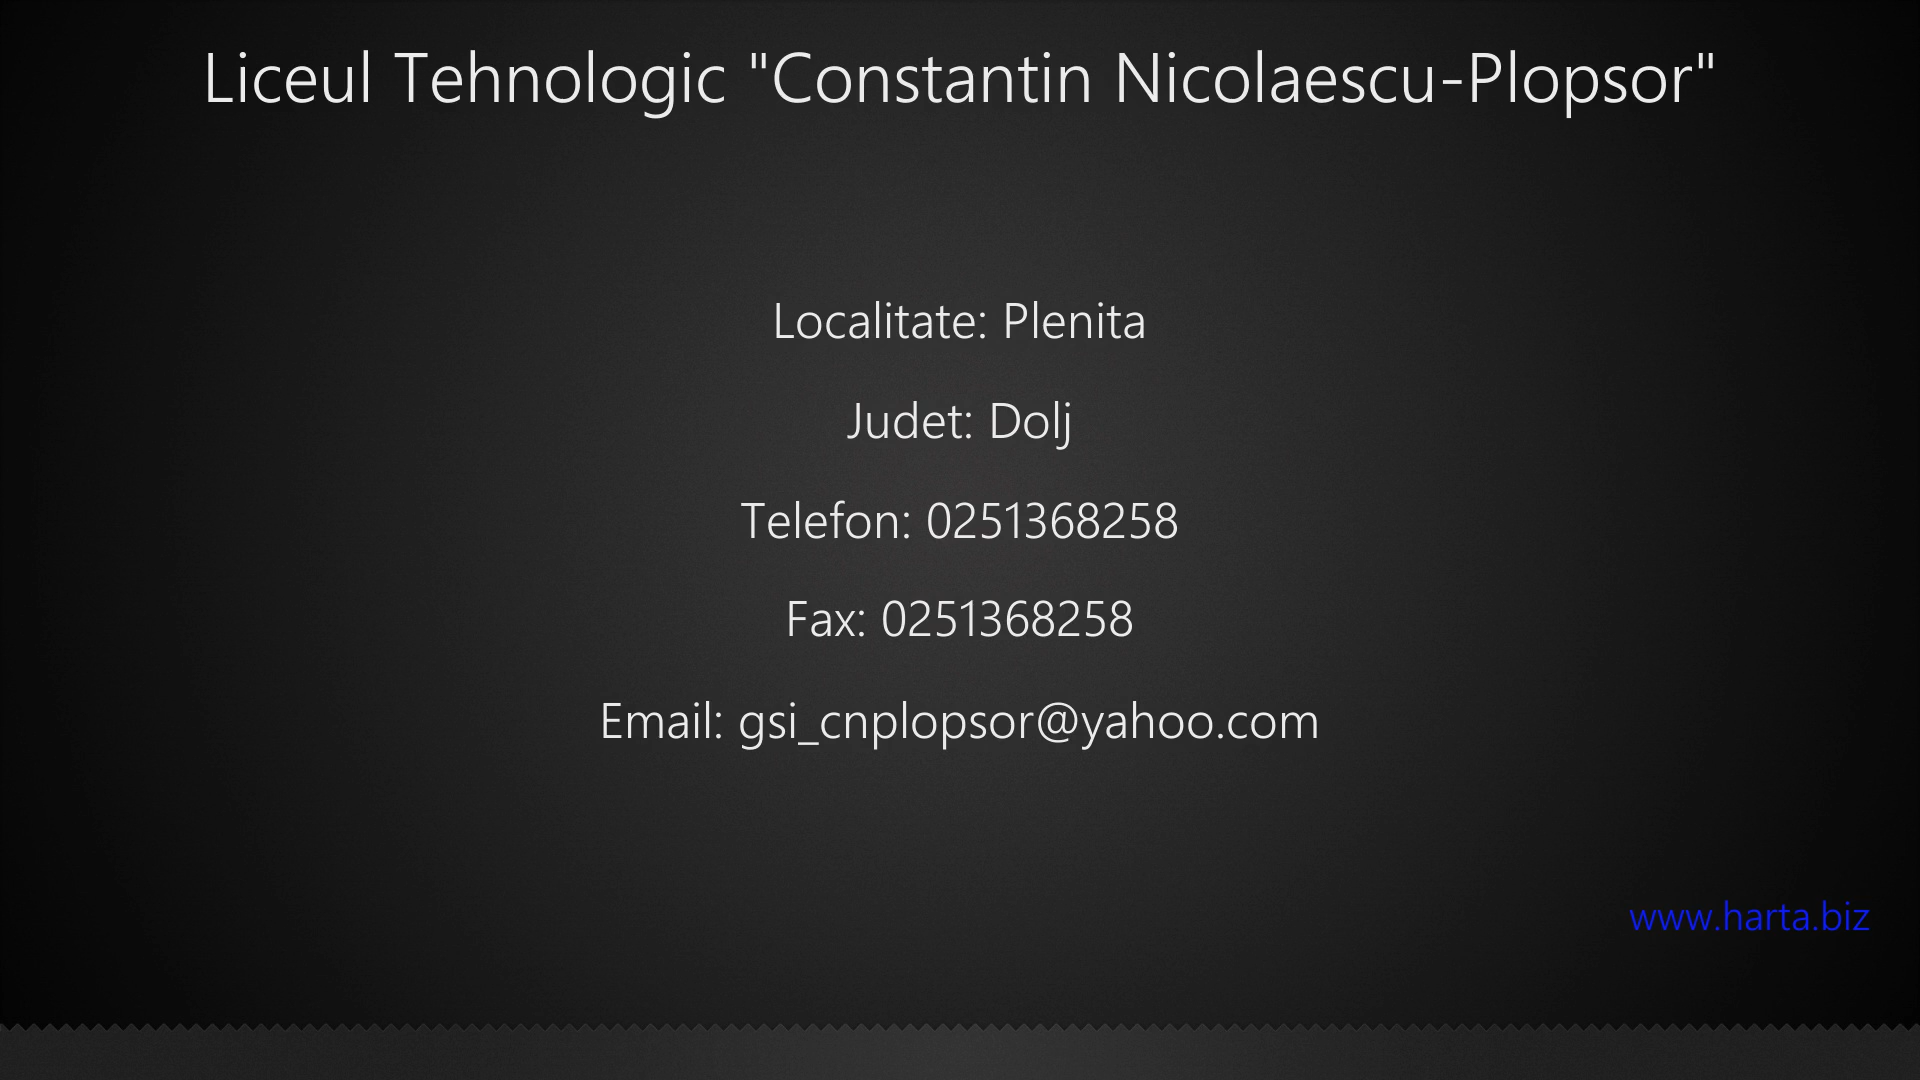 Liceul Tehnologic "Constantin Nicolaescu-Plopsor"
Localitate: Plenita
Judet: Dolj
Telefon: 0251368258
Fax: 0251368258
Email: gsi_cnplopsor@yahoo.com
www.harta.biz